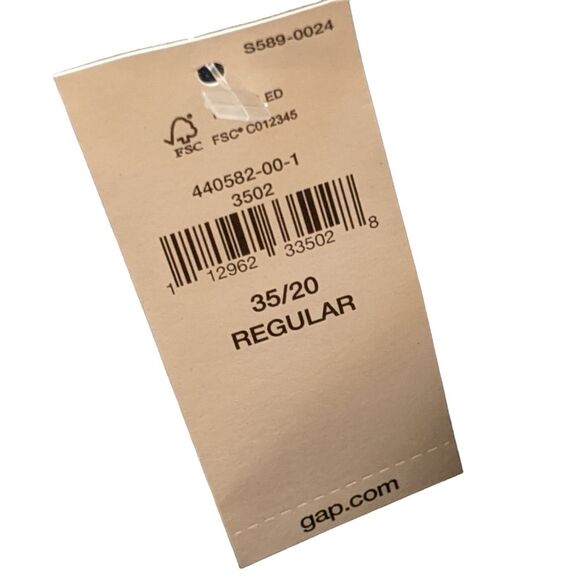 S589-0024
ED
FSC® C012345
FSC
440582-00-1
3502
1 12962 33502 8
35/20
REGULAR
gap.com